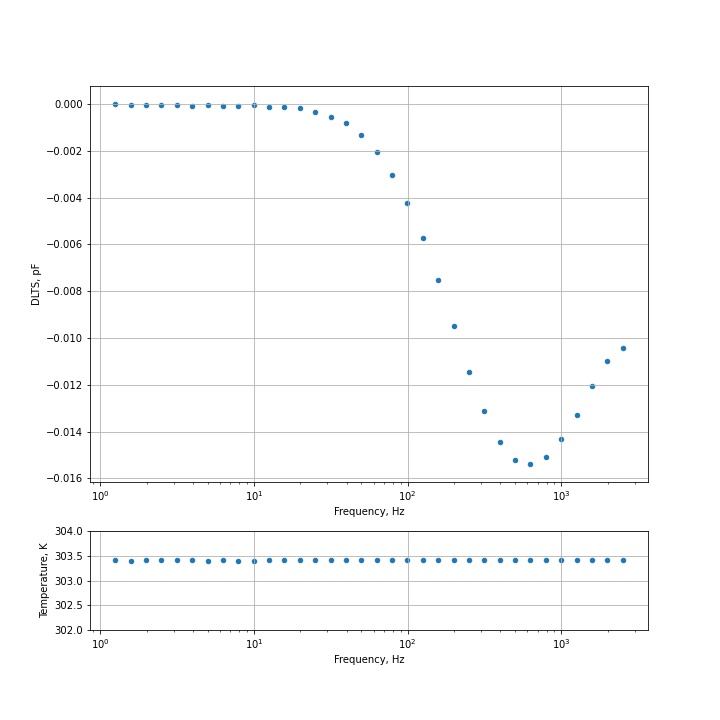 0.000
−0.002
−0.004
−0.006
−0.008
−0.010
−0.012
−0.014
−0.016
DLTS, pF
10⁰ 10¹ 10² 10³
Frequency, Hz
304.0
303.5
303.0
302.5
302.0
Temperature, K
10⁰ 10¹ 10² 10³
Frequency, Hz